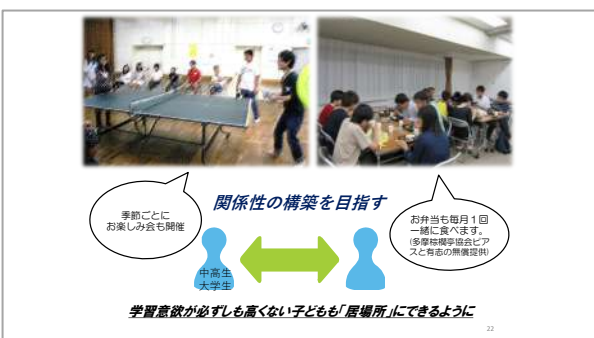 季節ごとに
お楽しみ会も開催
関係性の構築を目指す
お弁当も毎月1回
一緒に食べます。
(多摩棕櫚亭協会ピア
スと有志の無償提供)
中高生
大学生
学習意欲が必ずしも高くない子どもも「居場所」にできるように
22